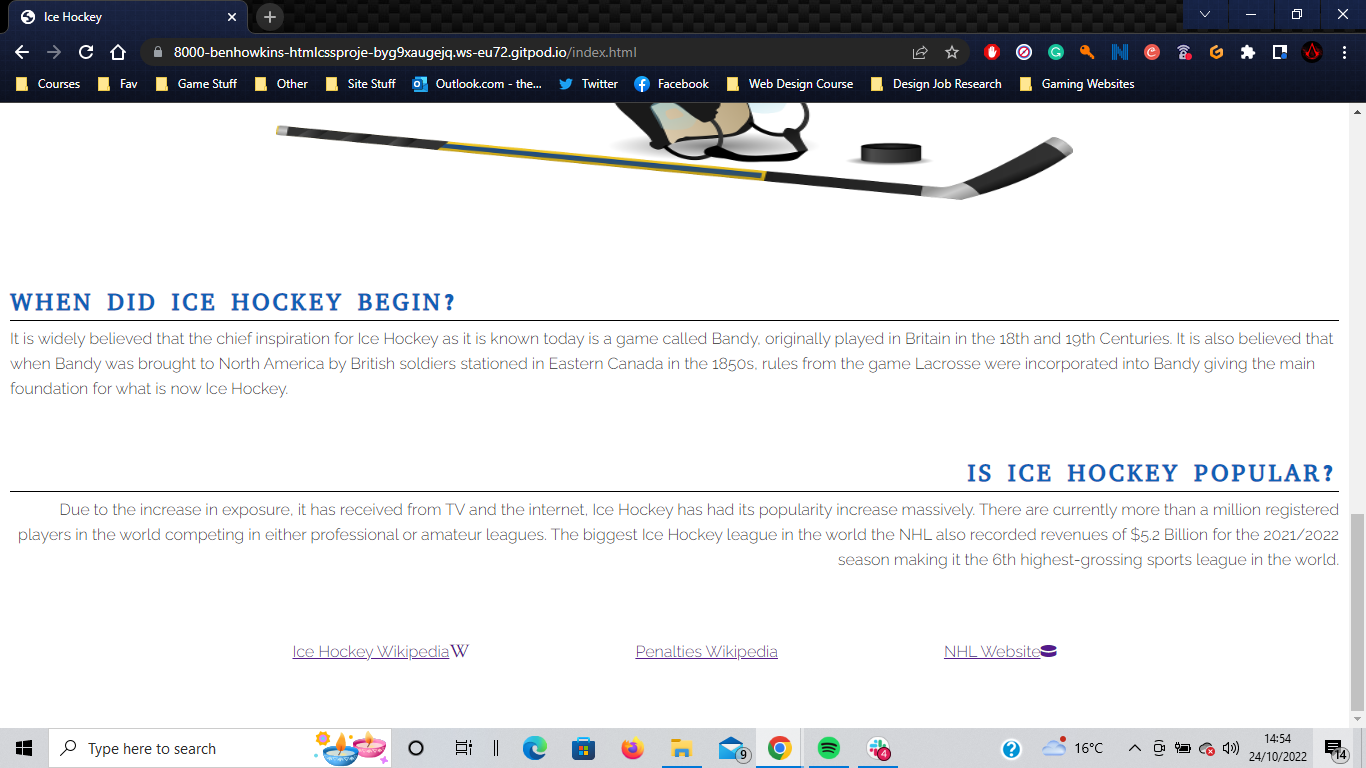 Ice Hockey
8000-benhowkins-htmlcssproje-byg9xaugejq.ws-eu72.gitpod.io/index.html
Courses Fav Game Stuff Other Site Stuff Outlook.com - the... Twitter Facebook Web Design Course Design Job Research Gaming Websites
WHEN DID ICE HOCKEY BEGIN?
It is widely believed that the chief inspiration for Ice Hockey as it is known today is a game called Bandy, originally played in Britain in the 18th and 19th Centuries. It is also believed that
when Bandy was brought to North America by British soldiers stationed in Eastern Canada in the 1850s, rules from the game Lacrosse were incorporated into Bandy giving the main
foundation for what is now Ice Hockey.
IS ICE HOCKEY POPULAR?
Due to the increase in exposure, it has received from TV and the internet, Ice Hockey has had its popularity increase massively. There are currently more than a million registered
players in the world competing in either professional or amateur leagues. The biggest Ice Hockey league in the world the NHL also recorded revenues of $5.2 Billion for the 2021/2022
season making it the 6th highest-grossing sports league in the world.
Ice Hockey Wikipedia W Penalties Wikipedia NHL Website
Type here to search 9 4 16°C 14:54
24/10/2022 14